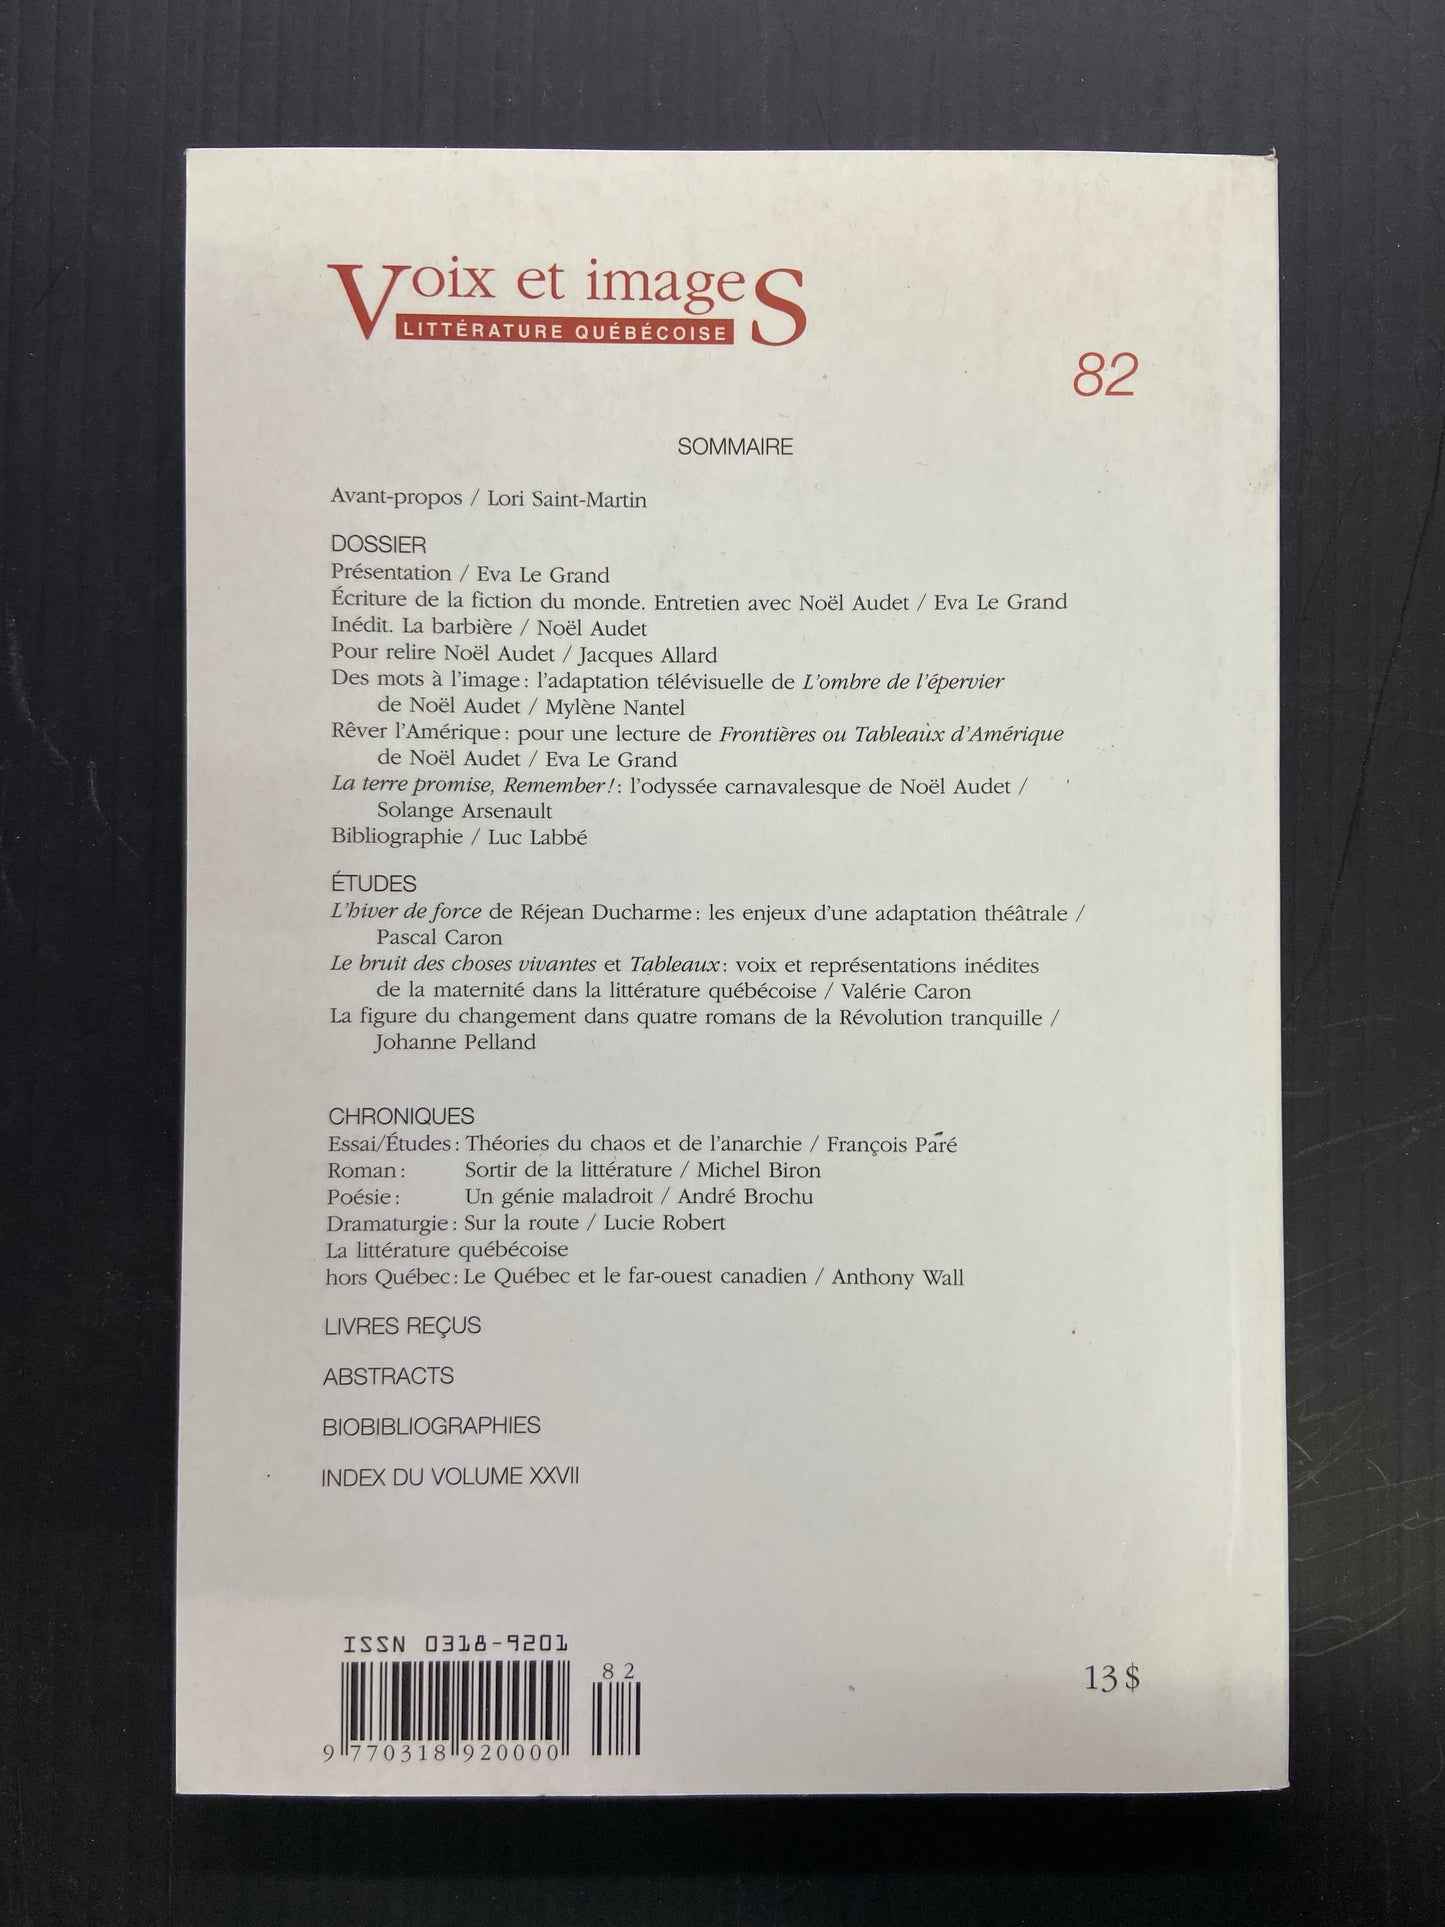 Voix et imageS
LITTÉRATURE QUÉBÉCOISE
82
SOMMAIRE
Avant-propos / Lori Saint-Martin
DOSSIER
Présentation / Eva Le Grand
Écriture de la fiction du monde. Entretien avec Noël Audet / Eva Le Grand
Inédit. La barbière / Noël Audet
Pour relire Noël Audet / Jacques Allard
Des mots à l'image : l'adaptation télévisuelle de L'ombre de l'épervier
de Noël Audet / Mylène Nantel
Rêver l'Amérique : pour une lecture de Frontières ou Tableaux d'Amérique
de Noël Audet / Eva Le Grand
La terre promise, Remember! : l'odyssée carnavalesque de Noël Audet /
Solange Arsenault
Bibliographie / Luc Labbé
ÉTUDES
L'hiver de force de Réjean Ducharme : les enjeux d'une adaptation théâtrale /
Pascal Caron
Le bruit des choses vivantes et Tableaux : voix et représentations inédites
de la maternité dans la littérature québécoise / Valérie Caron
La figure du changement dans quatre romans de la Révolution tranquille /
Johanne Pelland
CHRONIQUES
Essai/Études : Théories du chaos et de l'anarchie / François Paré
Roman : Sortir de la littérature / Michel Biron
Poésie : Un génie maladroit / André Brochu
Dramaturgie : Sur la route / Lucie Robert
La littérature québécoise
hors Québec : Le Québec et le far-ouest canadien / Anthony Wall
LIVRES REÇUS
ABSTRACTS
BIOBIBLIOGRAPHIES
INDEX DU VOLUME XXVII
ISSN 0318-9201
82
9 770318 920000
13 $